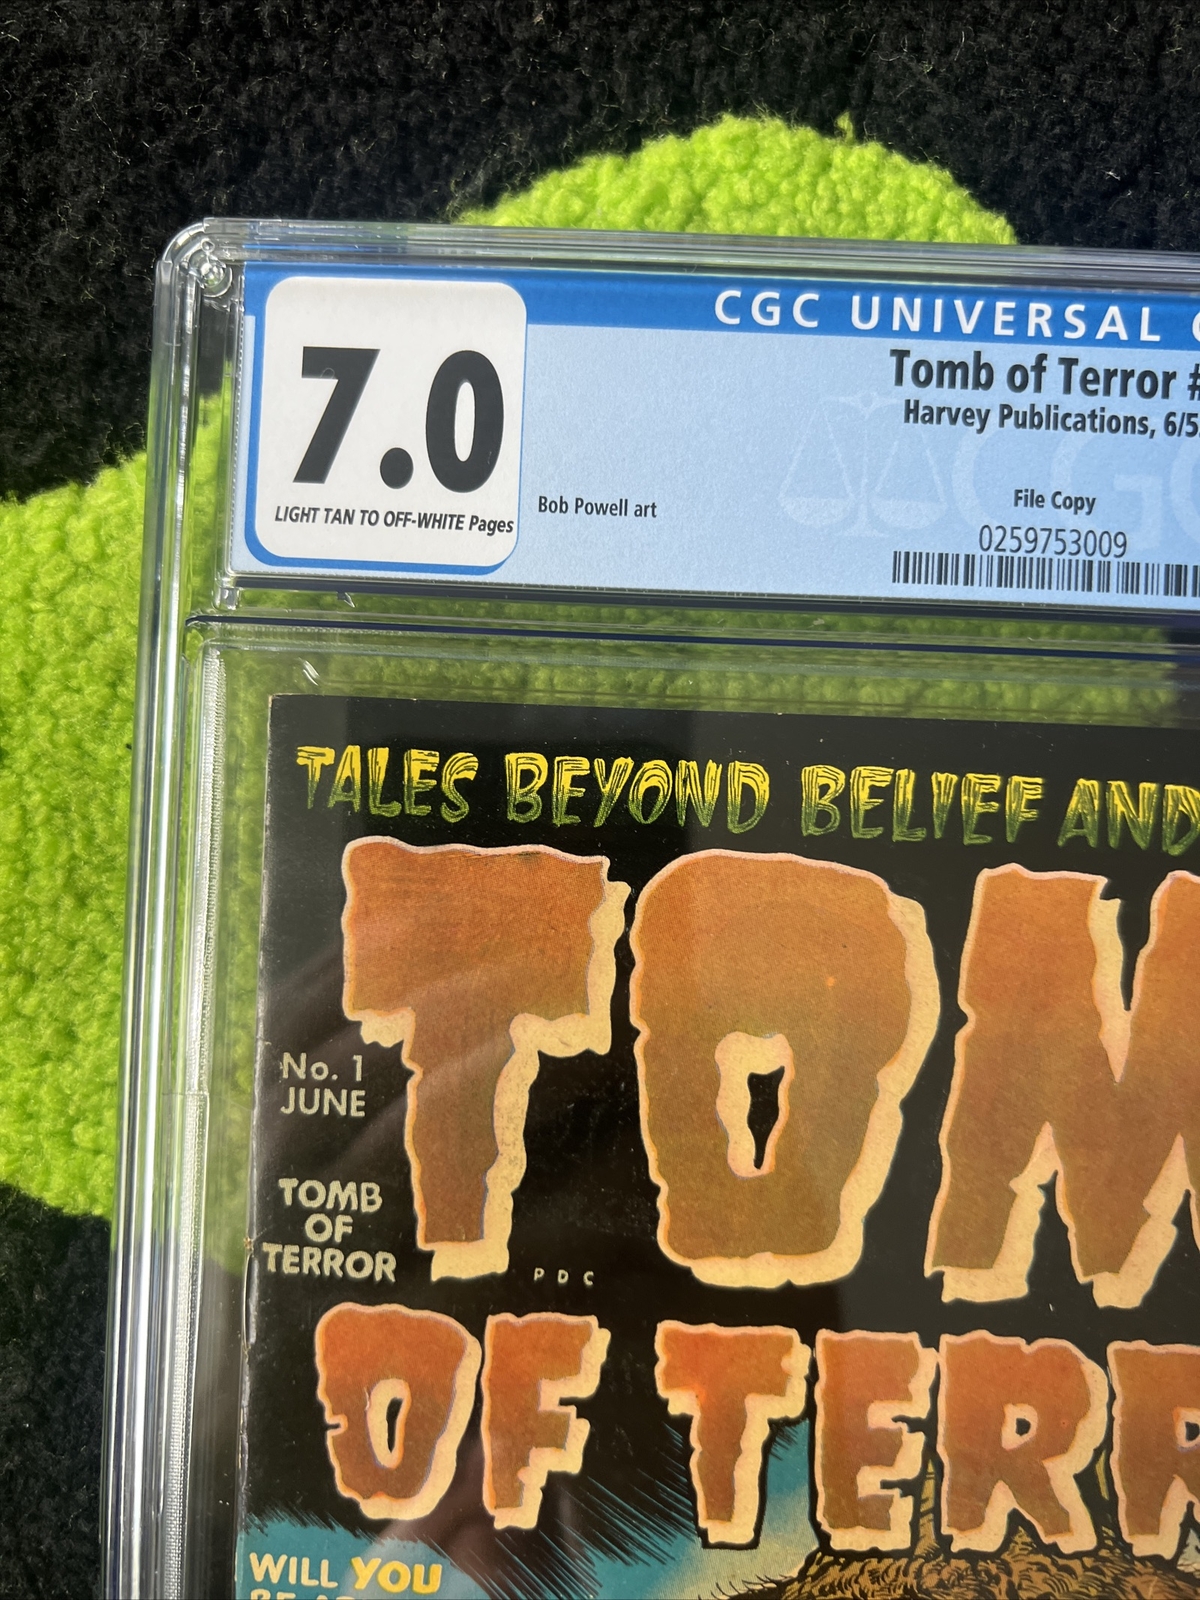 CGC UNIVERSAL
7.0
LIGHT TAN TO OFF-WHITE Pages
Bob Powell art
Tomb of Terror #
Harvey Publications, 6/5
File Copy
0259753009
TALES BEYOND BELIEF AND
TOM
No. 1
JUNE
TOMB
OF
TERROR
PDC
OF TERR
WILL YOU